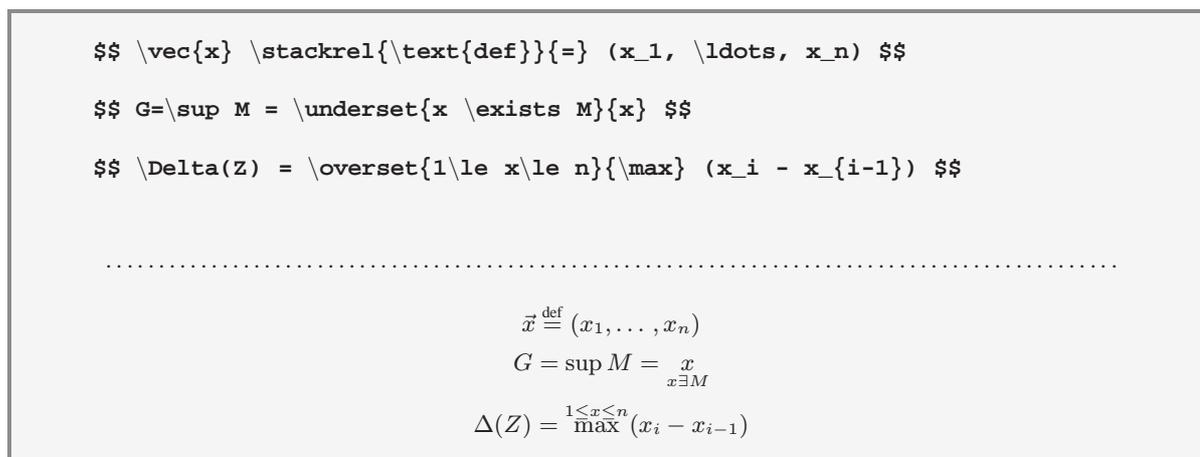 $$ \vec{x} \stackrel{\text{def}}{=} (x_1, \ldots, x_n) $$
$$ G=\sup M = \underset{x \exists M}{x} $$
$$ \Delta(Z) = \overset{1\le x\le n}{\max} (x_i - x_{i-1}) $$
................................................................................................
x⃗ def= (x₁, . . . , xₙ)
G = sup M = x
x∃M
1≤x≤n
Δ(Z) = max (xᵢ − xᵢ₋₁)